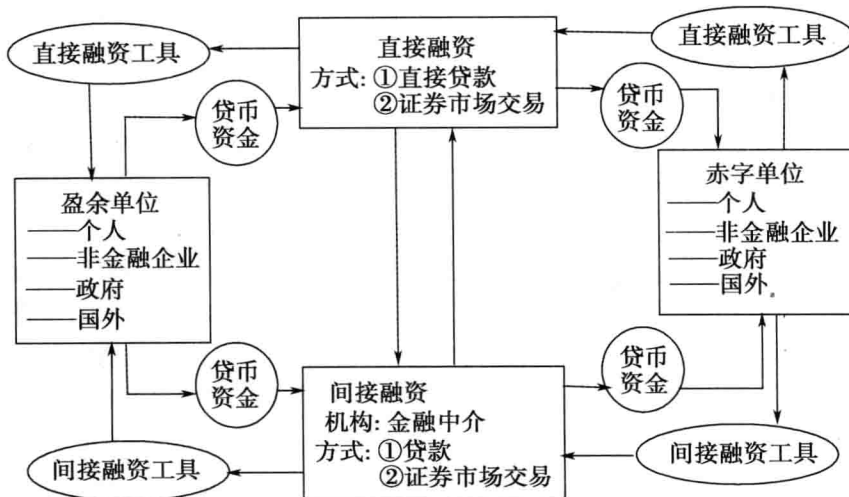 直接融资工具
直接融资
方式: ①直接贷款
②证券市场交易
直接融资工具
货币
资金
货币
资金
盈余单位
——个人
——非金融企业
——政府
——国外
赤字单位
——个人
——非金融企业
——政府
——国外
货币
资金
间接融资
机构: 金融中介
方式: ①贷款
②证券市场交易
货币
资金
间接融资工具
间接融资工具